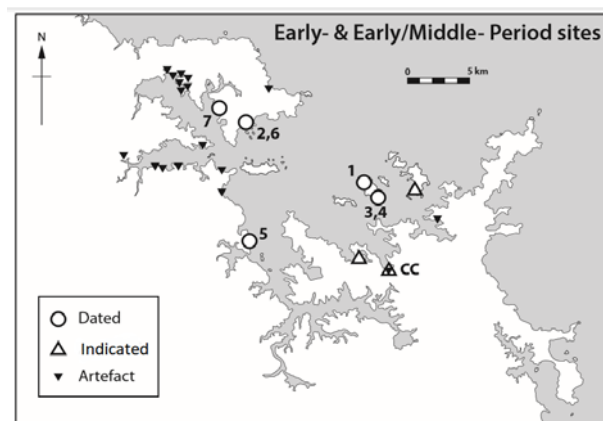 Early- & Early/Middle- Period sites
N
0 5 km
7
2,6
1
3,4
5
CC
Dated
Indicated
Artefact